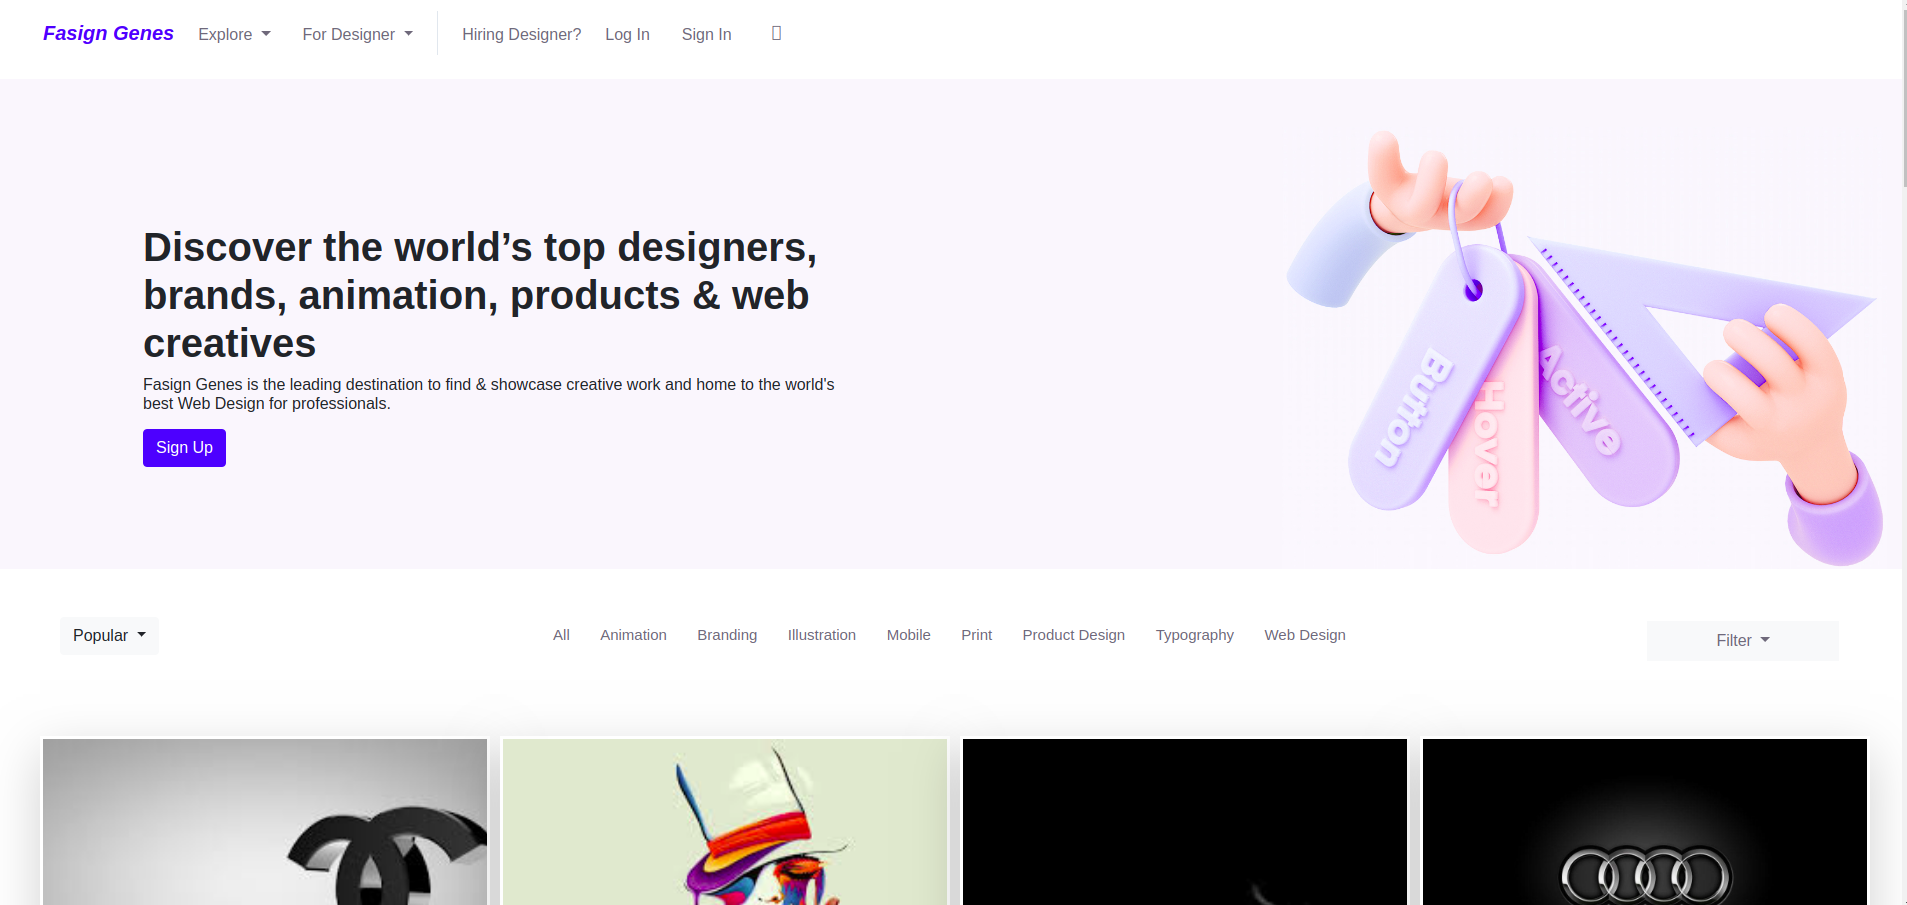 Fasign Genes Explore For Designer Hiring Designer? Log In Sign In
Discover the world’s top designers,
brands, animation, products & web
creatives
Fasign Genes is the leading destination to find & showcase creative work and home to the world's
best Web Design for professionals.
Sign Up
Button
Hover
Active
Popular All Animation Branding Illustration Mobile Print Product Design Typography Web Design Filter